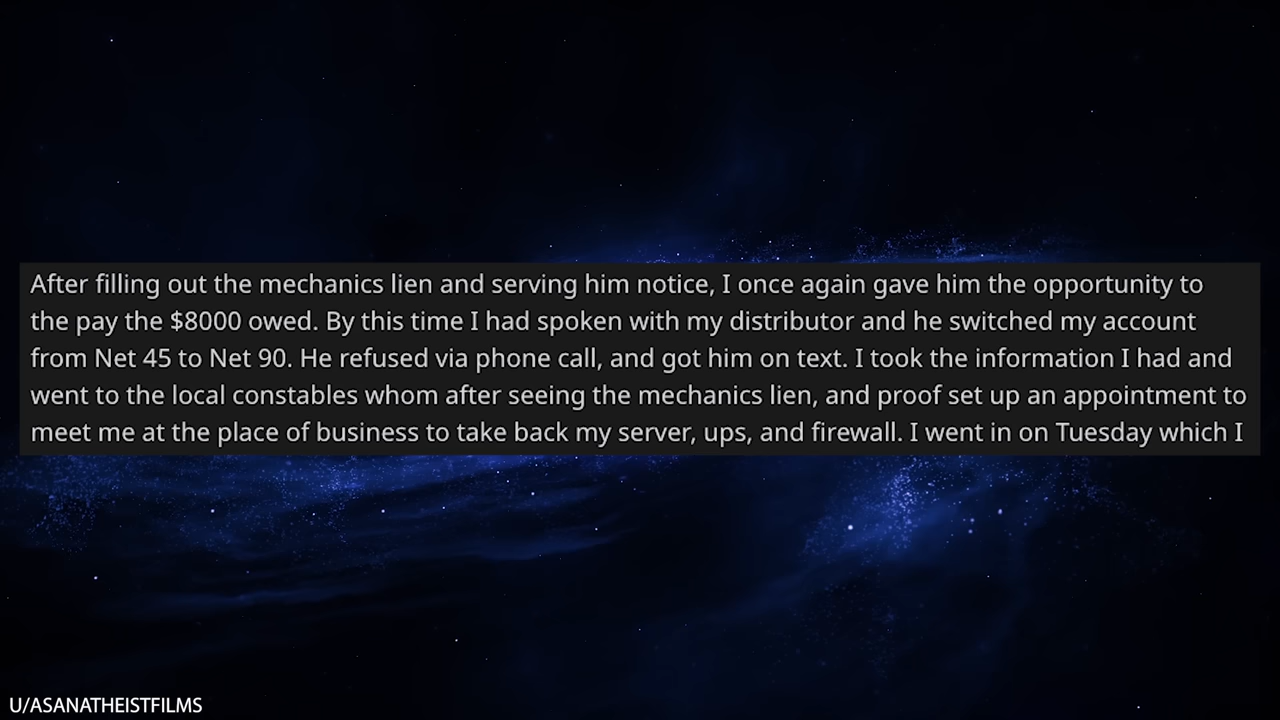 After filling out the mechanics lien and serving him notice, I once again gave him the opportunity to
the pay the $8000 owed. By this time I had spoken with my distributor and he switched my account
from Net 45 to Net 90. He refused via phone call, and got him on text. I took the information I had and
went to the local constables whom after seeing the mechanics lien, and proof set up an appointment to
meet me at the place of business to take back my server, ups, and firewall. I went in on Tuesday which I
U/ASANATHEISTFILMS